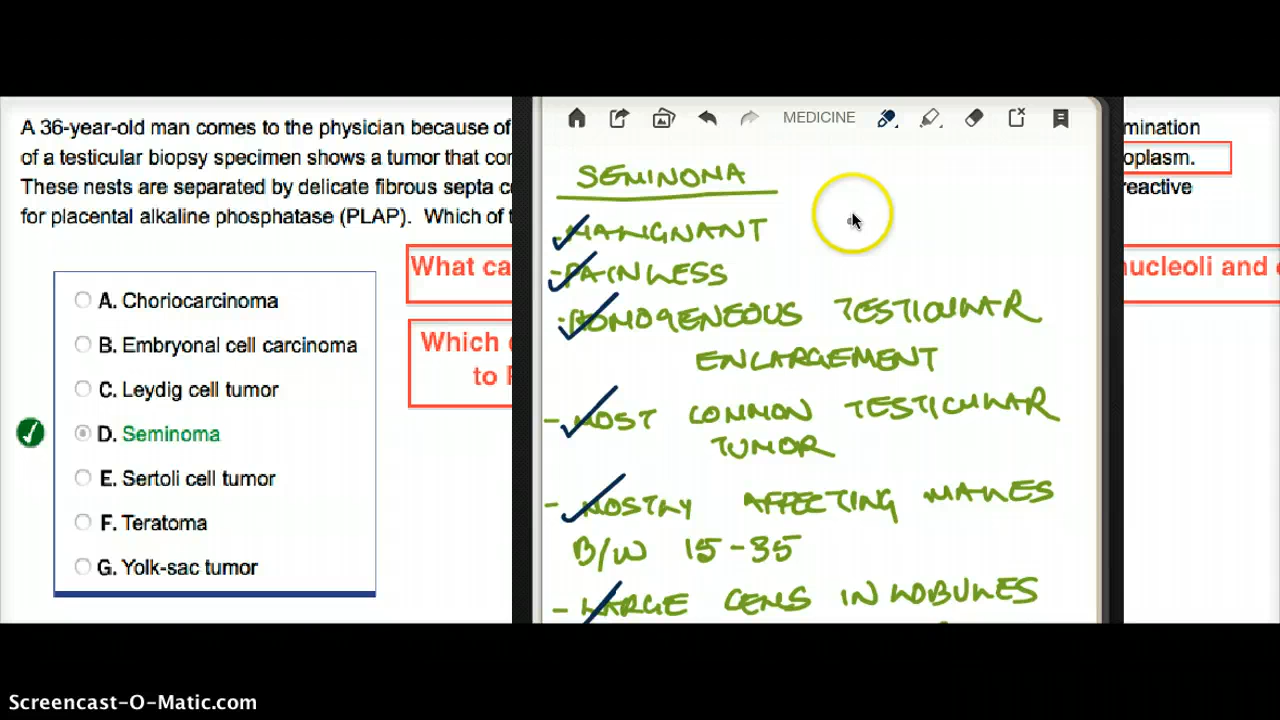 A 36-year-old man comes to the physician because of
of a testicular biopsy specimen shows a tumor that con
These nests are separated by delicate fibrous septa c
for placental alkaline phosphatase (PLAP). Which of t
mination
oplasm.
reactive
What ca
nucleoli and
Which
to
A. Choriocarcinoma
B. Embryonal cell carcinoma
C. Leydig cell tumor
D. Seminoma
E. Sertoli cell tumor
F. Teratoma
G. Yolk-sac tumor
MEDICINE
SEMINOMA
- MALIGNANT
- PAINLESS
- HOMOGENEOUS TESTICULAR
ENLARGEMENT
- MOST COMMON TESTICULAR
TUMOR
- MOSTLY AFFECTING MALES
B/W 15-35
- LARGE CELLS IN LOBULES
Screencast-O-Matic.com